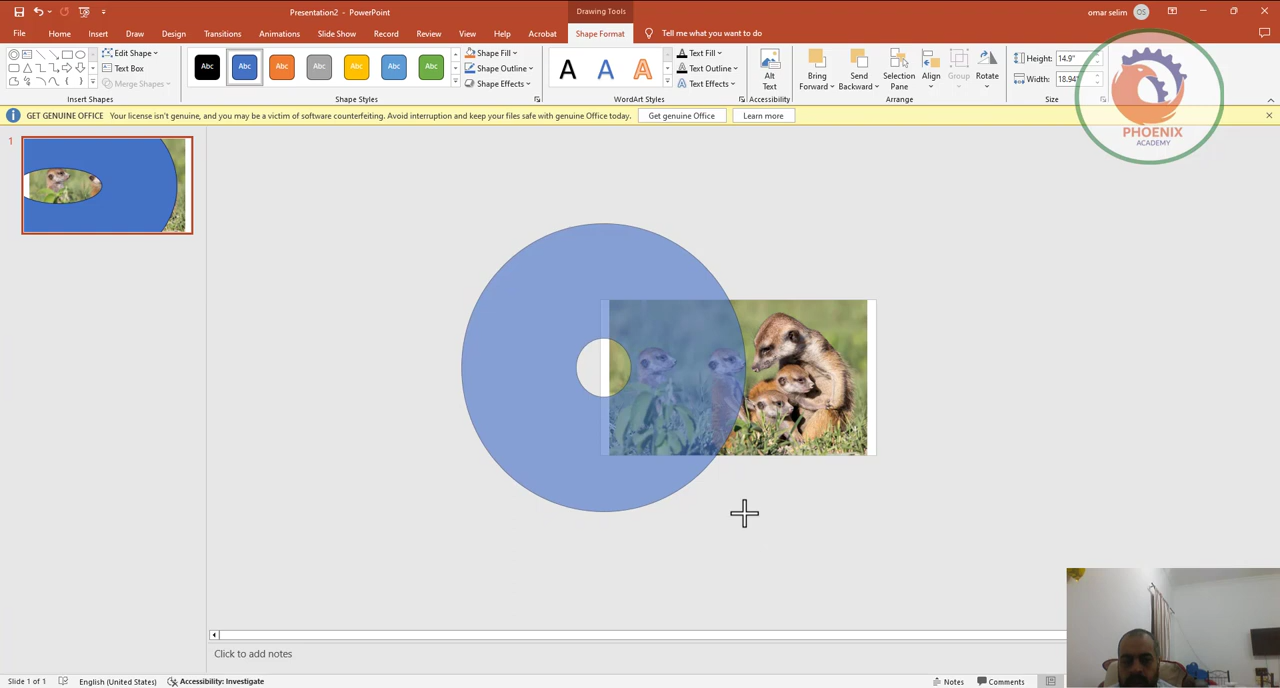 Presentation2 - PowerPoint
Drawing Tools
omar selim
OS
File
Home
Insert
Draw
Design
Transitions
Animations
Slide Show
Record
Review
View
Help
Acrobat
Shape Format
Tell me what you want to do
Edit Shape
Text Box
Merge Shapes
Insert Shapes
Abc
Abc
Abc
Abc
Abc
Abc
Abc
Shape Fill
Shape Outline
Shape Effects
Shape Styles
A
A
A
Text Fill
Text Outline
Text Effects
WordArt Styles
Alt
Text
Accessibility
Bring
Forward
Send
Backward
Selection
Pane
Align
Group
Rotate
Arrange
Height:
14.9"
Width:
18.94"
Size
GET GENUINE OFFICE Your license isn't genuine, and you may be a victim of software counterfeiting. Avoid interruption and keep your files safe with genuine Office today.
Get genuine Office
Learn more
PHOENIX
ACADEMY
1
Click to add notes
Slide 1 of 1
English (United States)
Accessibility: Investigate
Notes
Comments